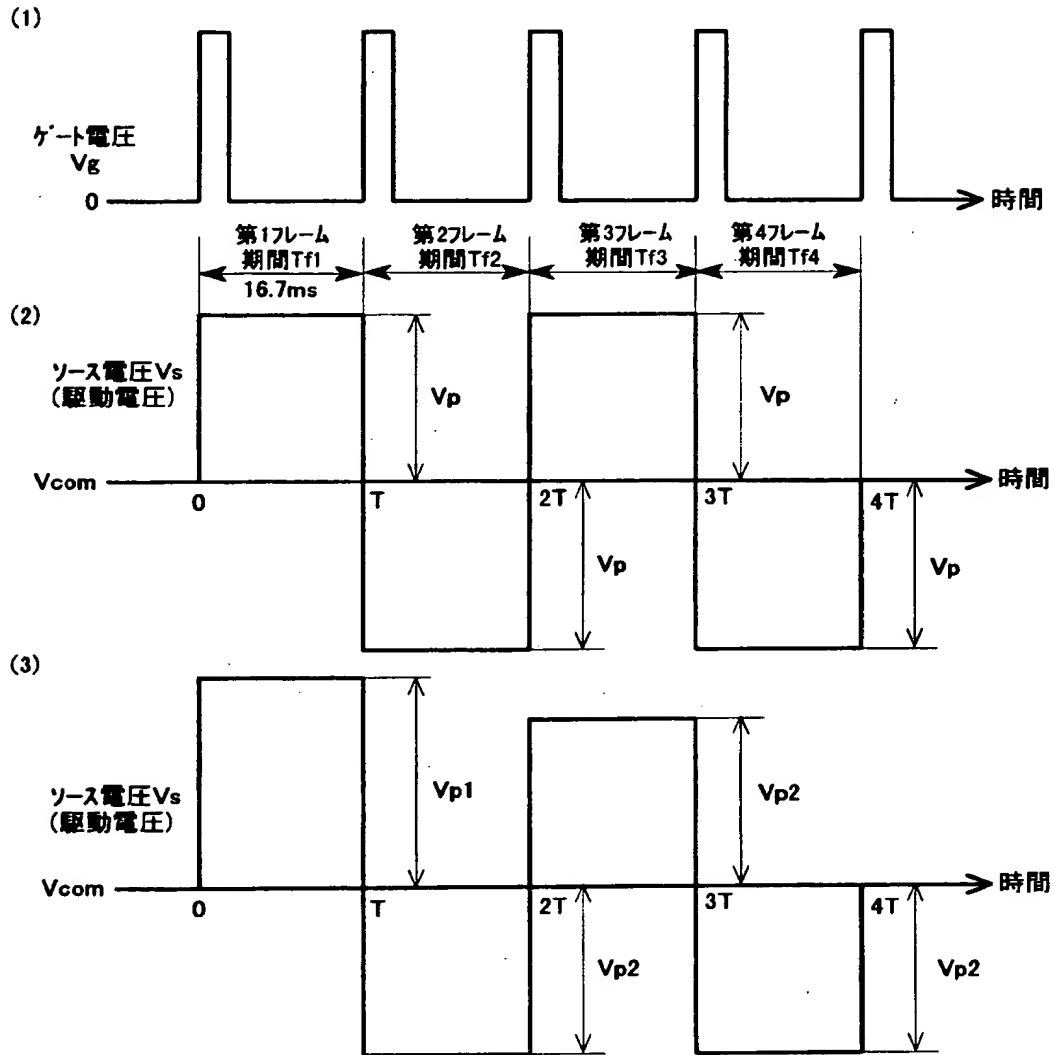 (1)
ゲート電圧
Vg
0
時間
第1フレーム
期間Tf1
第2フレーム
期間Tf2
第3フレーム
期間Tf3
第4フレーム
期間Tf4
16.7ms
(2)
ソース電圧Vs
(駆動電圧)
Vp
Vp
Vcom
時間
0
T
2T
3T
4T
Vp
Vp
(3)
ソース電圧Vs
(駆動電圧)
Vp1
Vp2
Vcom
時間
0
T
2T
3T
4T
Vp2
Vp2